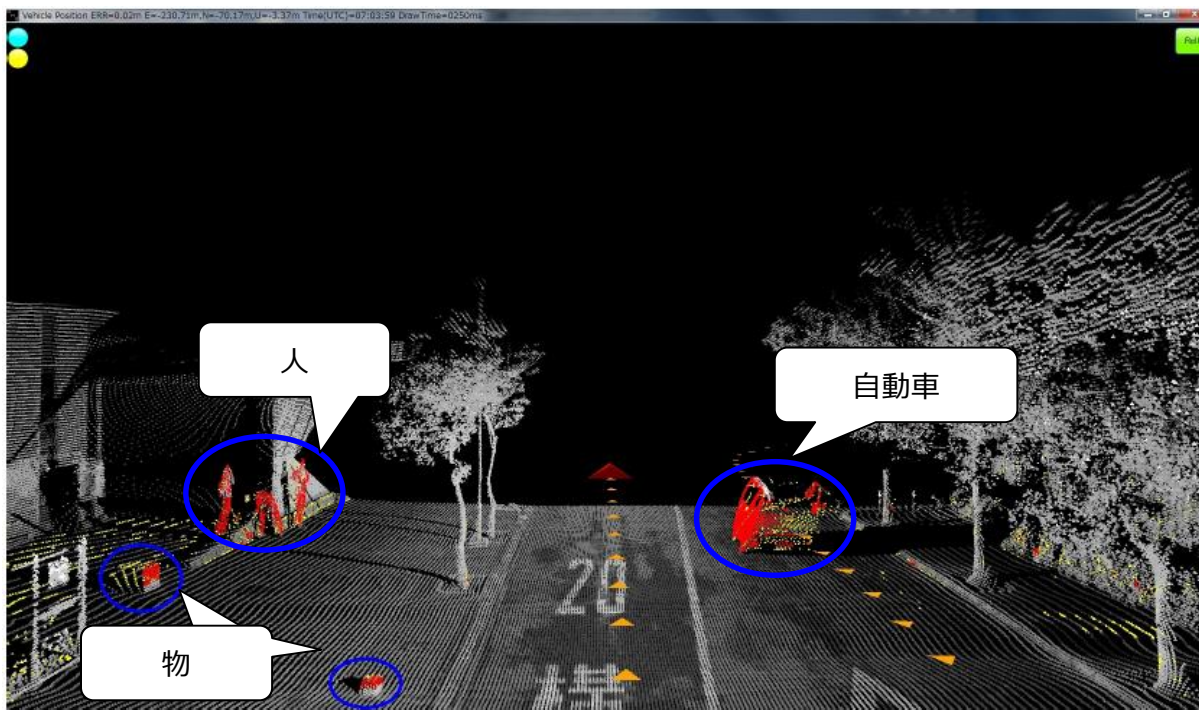 Vehicle Position ERR=0.02m E=-230.71m,N=-70.17m,U=-3.37m Time(UTC)=07:03:59 DrawTime=0250ms
人
自動車
物
20